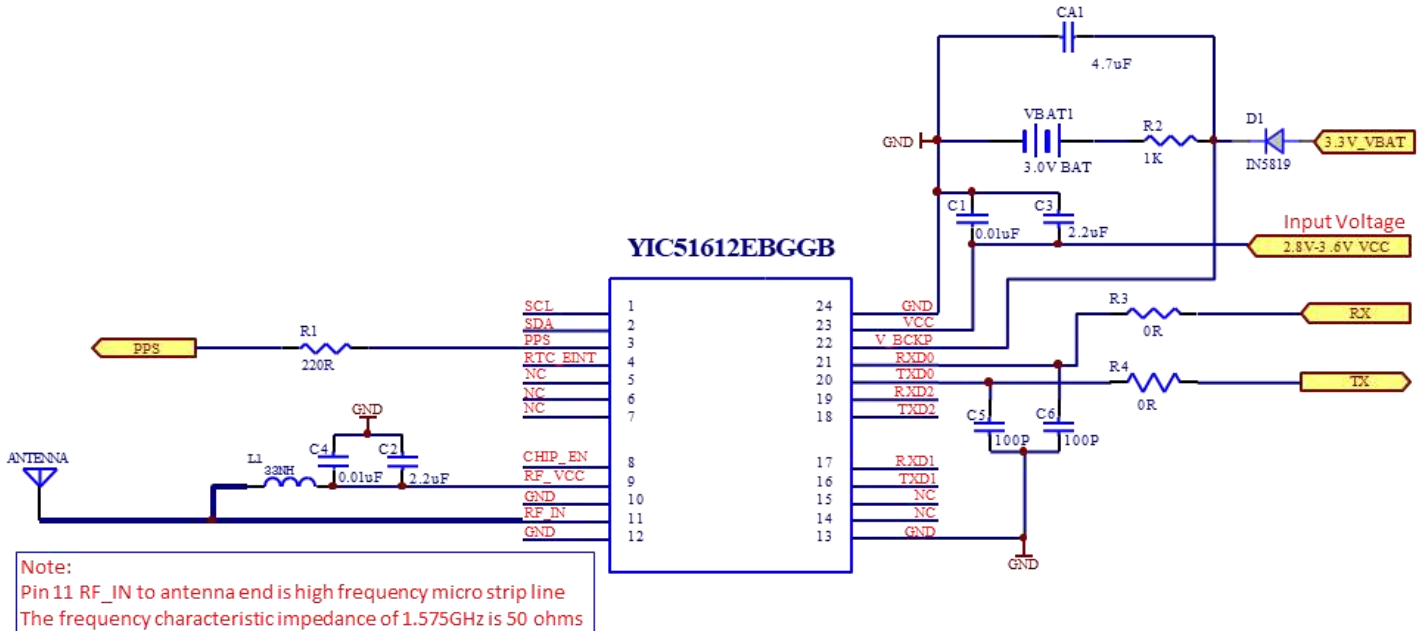 CA1
4.7uF
VBAT1
R2
D1
GND
3.3V_VBAT
3.0V BAT
1K
IN5819
C1
C3
0.01uF
2.2uF
Input Voltage
2.8V-3.6V VCC
YIC51612EBGGB
SCL
1
24
GND
SDA
2
23
VCC
R1
PPS
220R
PPS
3
22
V_BCKP
RTC_EINT
4
21
RXD0
NC
5
20
TXD0
NC
6
19
RXD2
NC
7
18
TXD2
R3
0R
RX
R4
0R
TX
C5
100P
C6
100P
GND
C4
0.01uF
C2
2.2uF
ANTENNA
L1
33NH
CHIP_EN
8
17
RXD1
RF_VCC
9
16
TXD1
GND
10
15
NC
RF_IN
11
14
NC
GND
12
13
GND
GND
Note:
Pin 11 RF_IN to antenna end is high frequency micro strip line
The frequency characteristic impedance of 1.575GHz is 50 ohms